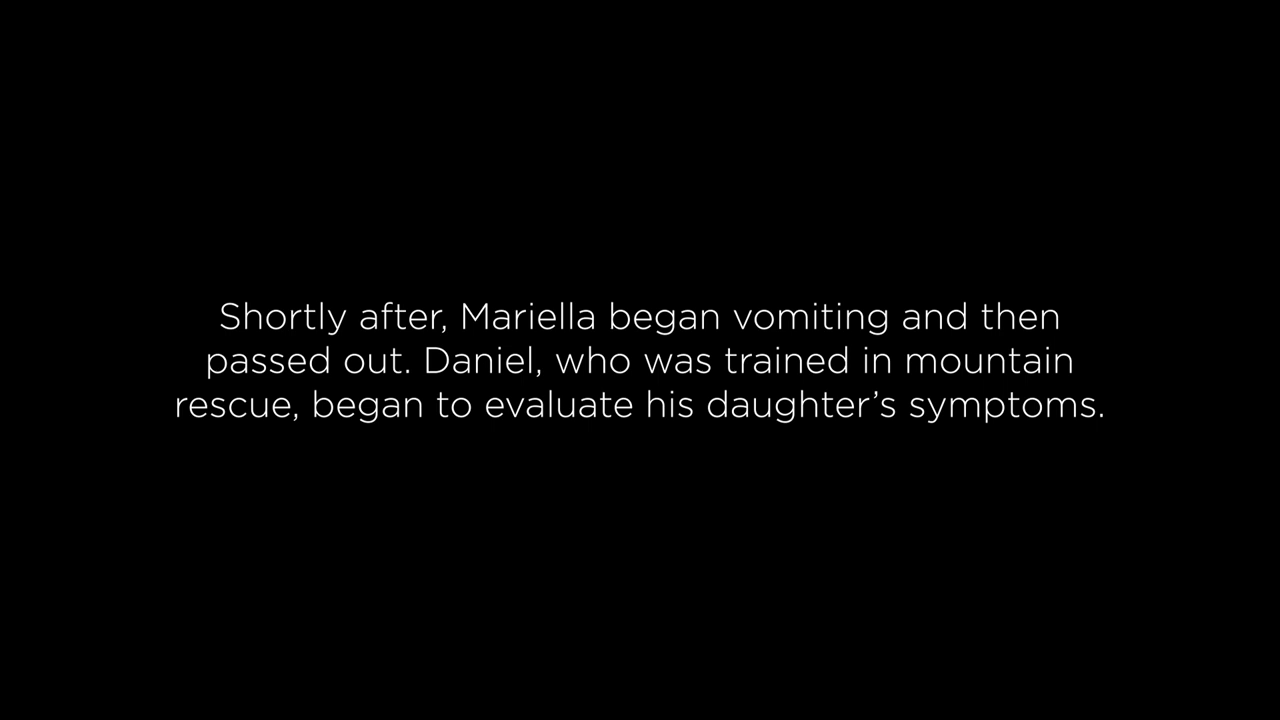 Shortly after, Mariella began vomiting and then
passed out. Daniel, who was trained in mountain
rescue, began to evaluate his daughter’s symptoms.